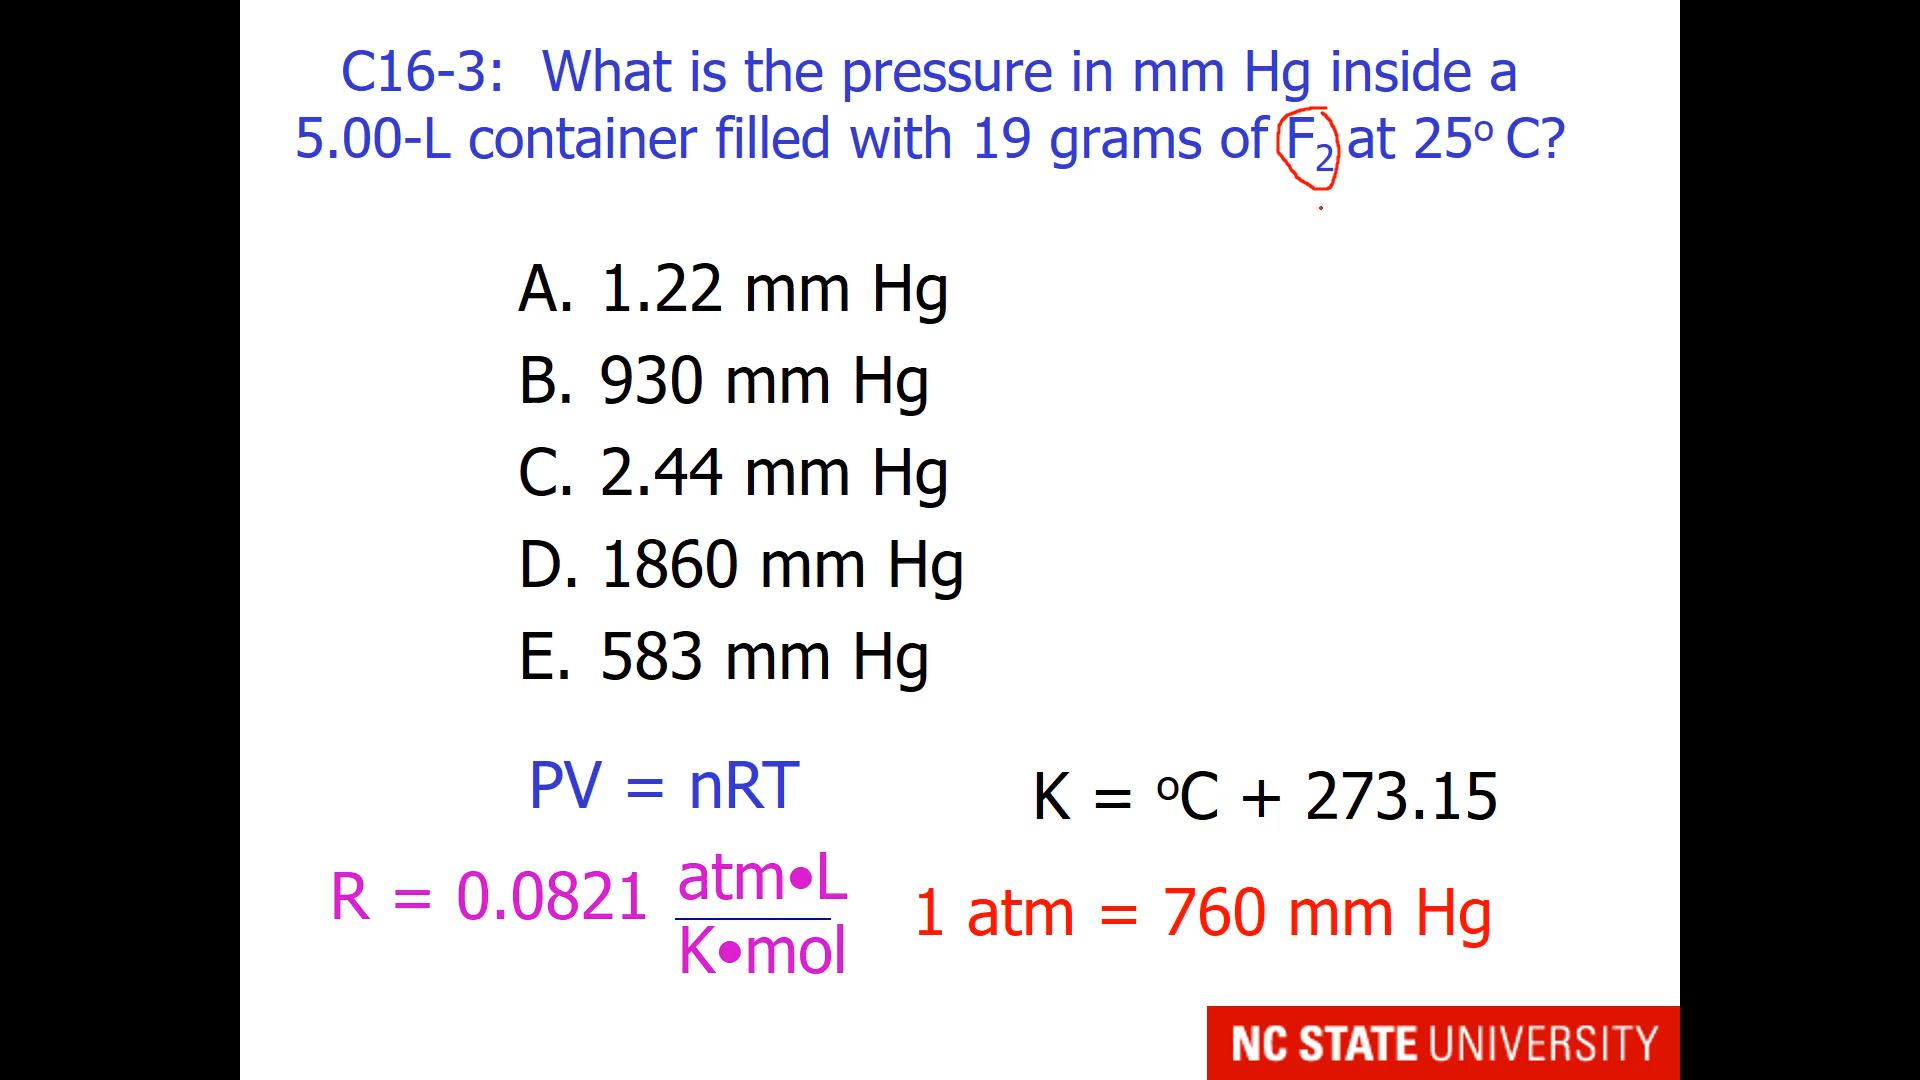 C16-3: What is the pressure in mm Hg inside a
5.00-L container filled with 19 grams of F₂ at 25° C?
A. 1.22 mm Hg
B. 930 mm Hg
C. 2.44 mm Hg
D. 1860 mm Hg
E. 583 mm Hg
PV = nRT
K = °C + 273.15
R = 0.0821 atm•L
K•mol
1 atm = 760 mm Hg
NC STATE UNIVERSITY